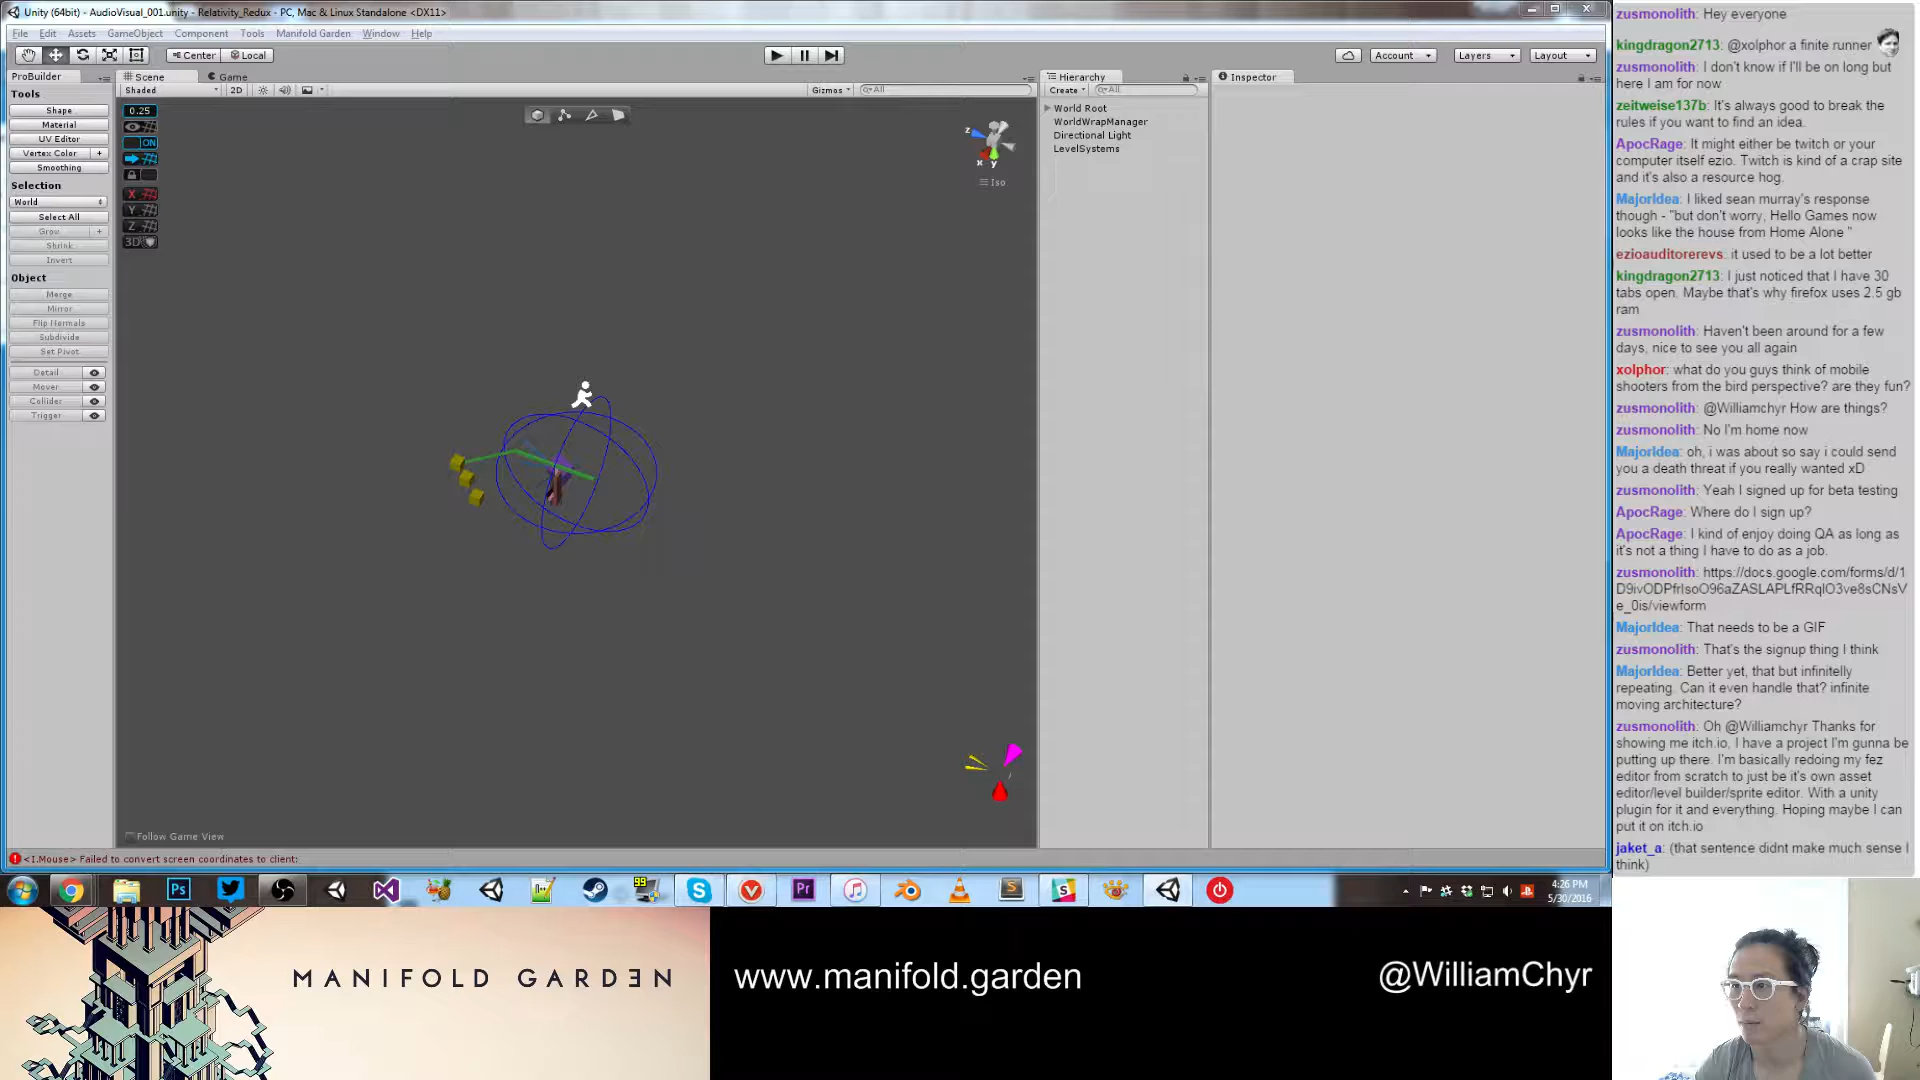 Unity (64bit) - AudioVisual_001.unity - Relativity_Redux - PC, Mac & Linux Standalone <DX11>
File Edit Assets GameObject Component Tools Manifold Garden Window Help
Center Local Account Layers Layout
ProBuilder
Scene Game
Shaded 2D Gizmos All
Tools
Shape
Material
UV Editor
Vertex Color +
Smoothing
Selection
World
Select All
Grow +
Shrink
Invert
Object
Merge
Mirror
Flip Normals
Subdivide
Set Pivot
Detail
Mover
Collider
Trigger
0.25
ON
X
Y
Z
3D
z
x y
Iso
Follow Game View
Hierarchy
Create All
World Root
WorldWrapManager
Directional Light
LevelSystems
Inspector
<I.Mouse> Failed to convert screen coordinates to client:
4:26 PM
5/30/2016
zusmonolith: Hey everyone
kingdragon2713: @xolphor a finite runner
zusmonolith: I don't know if I'll be on long but
here I am for now
zeitweise137b: It's always good to break the
rules if you want to find an idea.
ApocRage: It might either be twitch or your
computer itself ezio. Twitch is kind of a crap site
and it's also a resource hog.
MajorIdea: I liked sean murray's response
though - "but don't worry, Hello Games now
looks like the house from Home Alone "
ezioauditorerevs: it used to be a lot better
kingdragon2713: I just noticed that I have 30
tabs open. Maybe that's why firefox uses 2.5 gb
ram
zusmonolith: Haven't been around for a few
days, nice to see you all again
xolphor: what do you guys think of mobile
shooters from the bird perspective? are they fun?
zusmonolith: @Williamchyr How are things?
zusmonolith: No I'm home now
MajorIdea: oh, i was about so say i could send
you a death threat if you really wanted xD
zusmonolith: Yeah I signed up for beta testing
ApocRage: Where do I sign up?
ApocRage: I kind of enjoy doing QA as long as
it's not a thing I have to do as a job.
zusmonolith: https://docs.google.com/forms/d/1
D9ivODPfrIsoO96aZASLAPLfRRqlO3ve8sCNsV
e_0is/viewform
MajorIdea: That needs to be a GIF
zusmonolith: That's the signup thing I think
MajorIdea: Better yet, that but infinitelly
repeating. Can it even handle that? infinite
moving architecture?
zusmonolith: Oh @Williamchyr Thanks for
showing me itch.io, I have a project I'm gunna be
putting up there. I'm basically redoing my fez
editor from scratch to just be it's own asset
editor/level builder/sprite editor. With a unity
plugin for it and everything. Hoping maybe I can
put it on itch.io
jaket_a: (that sentence didnt make much sense I
think)
MANIFOLD GARDƎN
www.manifold.garden
@WilliamChyr